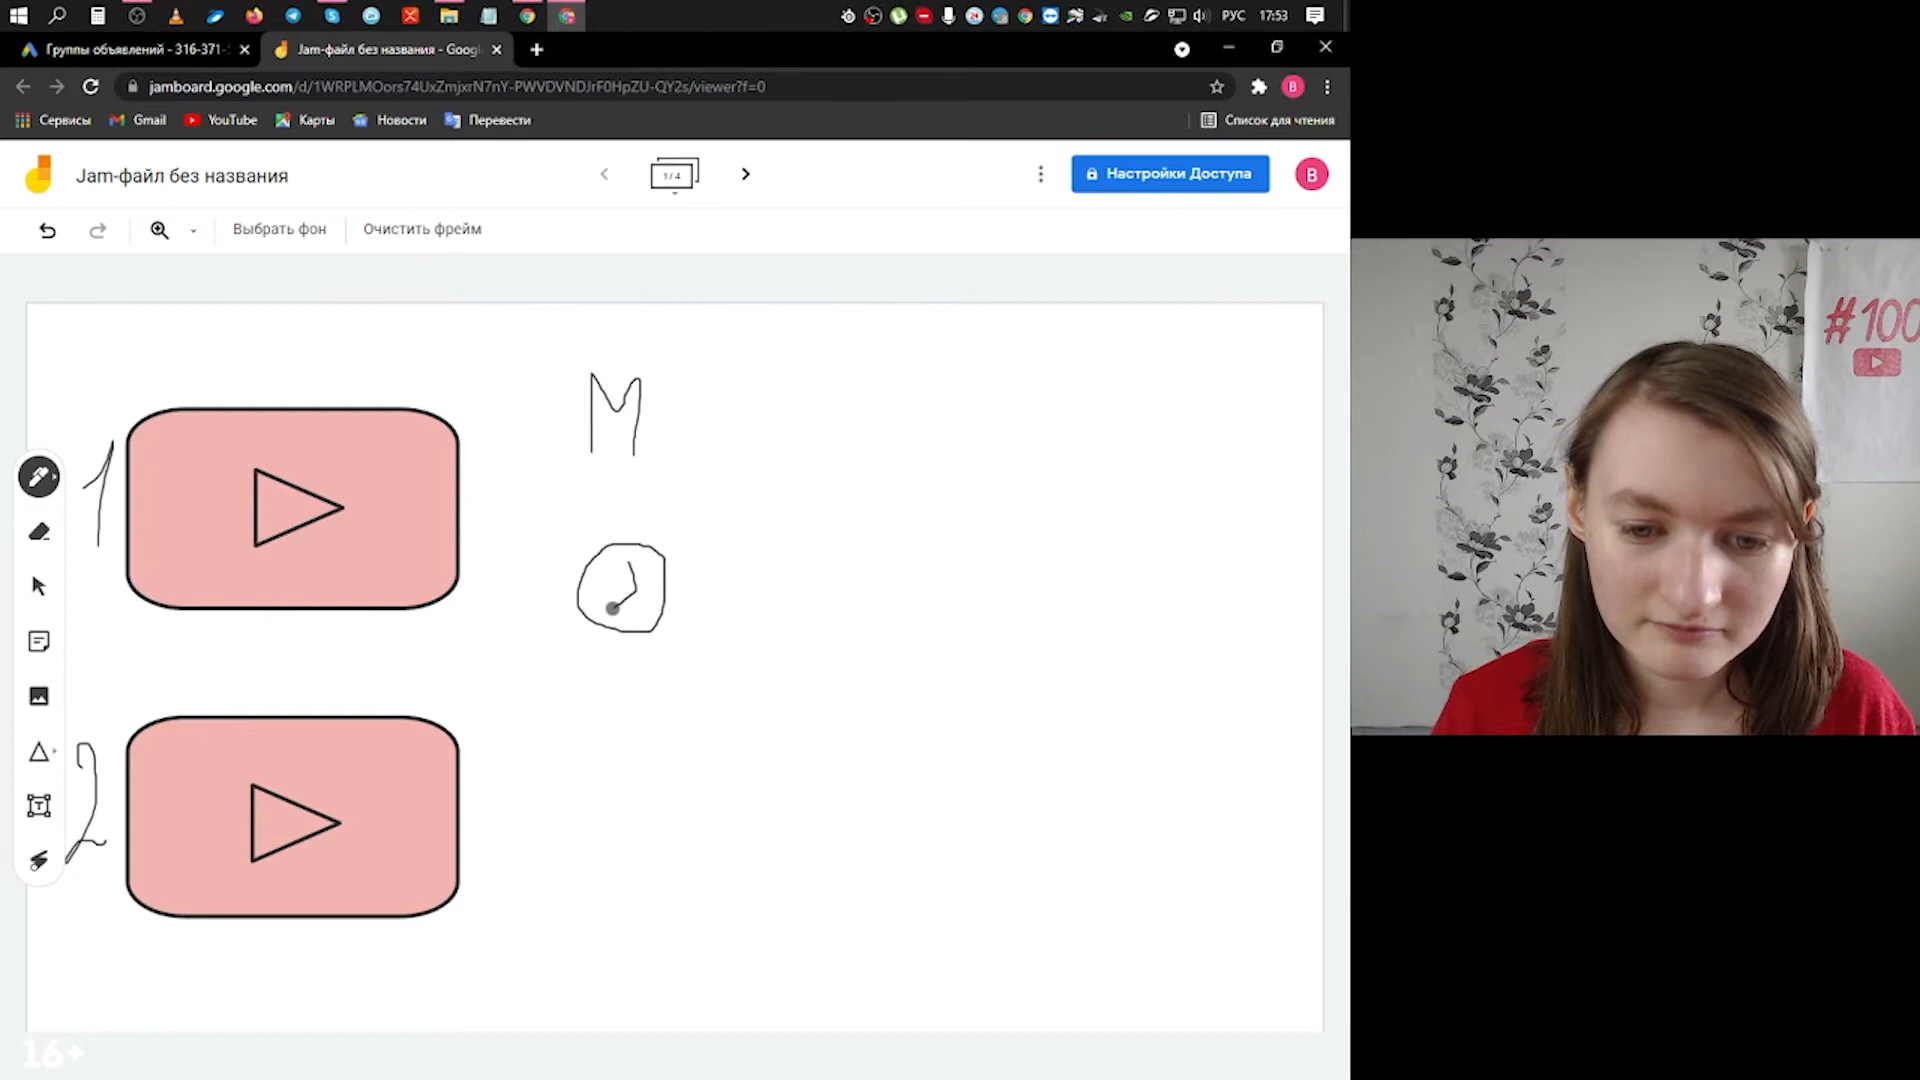 РУС 17:53
Группы объявлений - 316-371-
Jam-файл без названия - Goog
jamboard.google.com/d/1WRPLMOors74UxZmjxrN7nY-PWVDVNDJrF0HpZU-QY2s/viewer?f=0
B
Сервисы Gmail YouTube Карты Новости Перевести Список для чтения
Jam-файл без названия 1/4 Настройки Доступа B
Выбрать фон Очистить фрейм
#100
M
1
2
16+